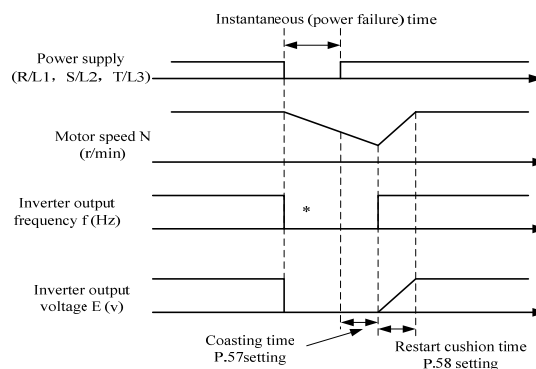 Instantaneous (power failure) time
Power supply
(R/L1, S/L2, T/L3)
Motor speed N
(r/min)
Inverter output
frequency f (Hz)
*
Inverter output
voltage E (v)
Coasting time
P.57setting
Restart cushion time
P.58 setting